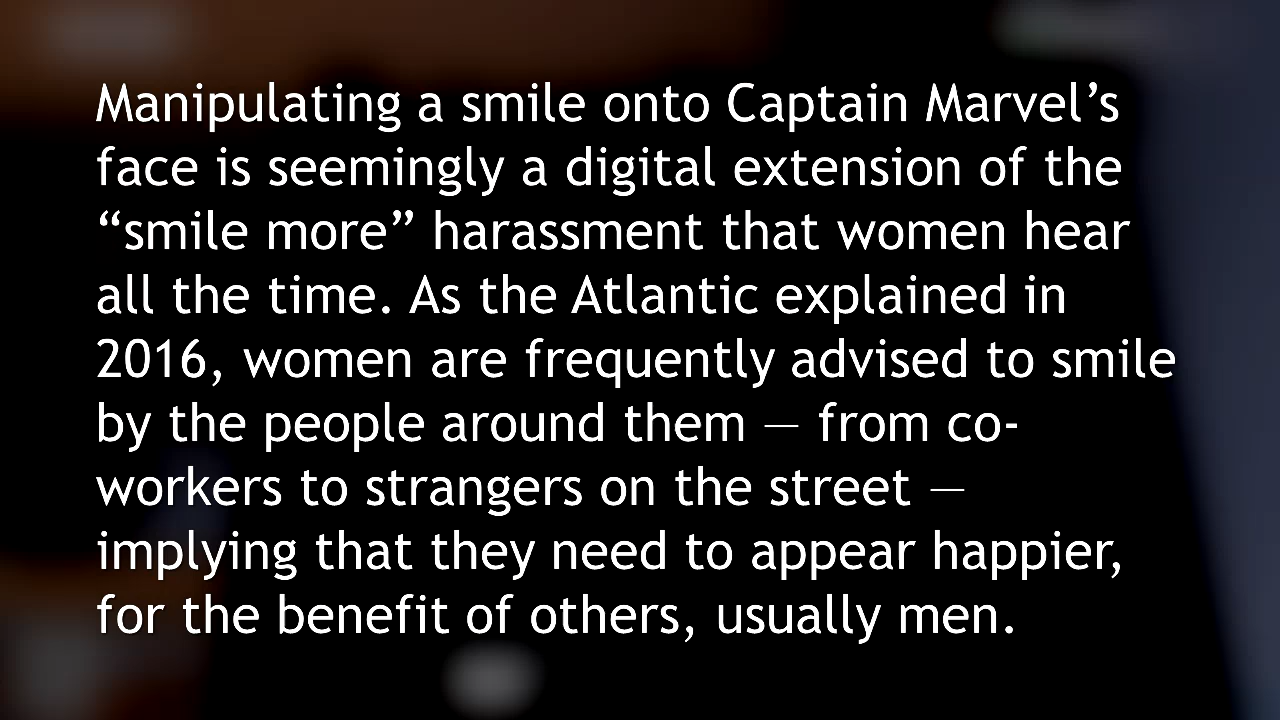 Manipulating a smile onto Captain Marvel’s
face is seemingly a digital extension of the
“smile more” harassment that women hear
all the time. As the Atlantic explained in
2016, women are frequently advised to smile
by the people around them — from co-
workers to strangers on the street —
implying that they need to appear happier,
for the benefit of others, usually men.